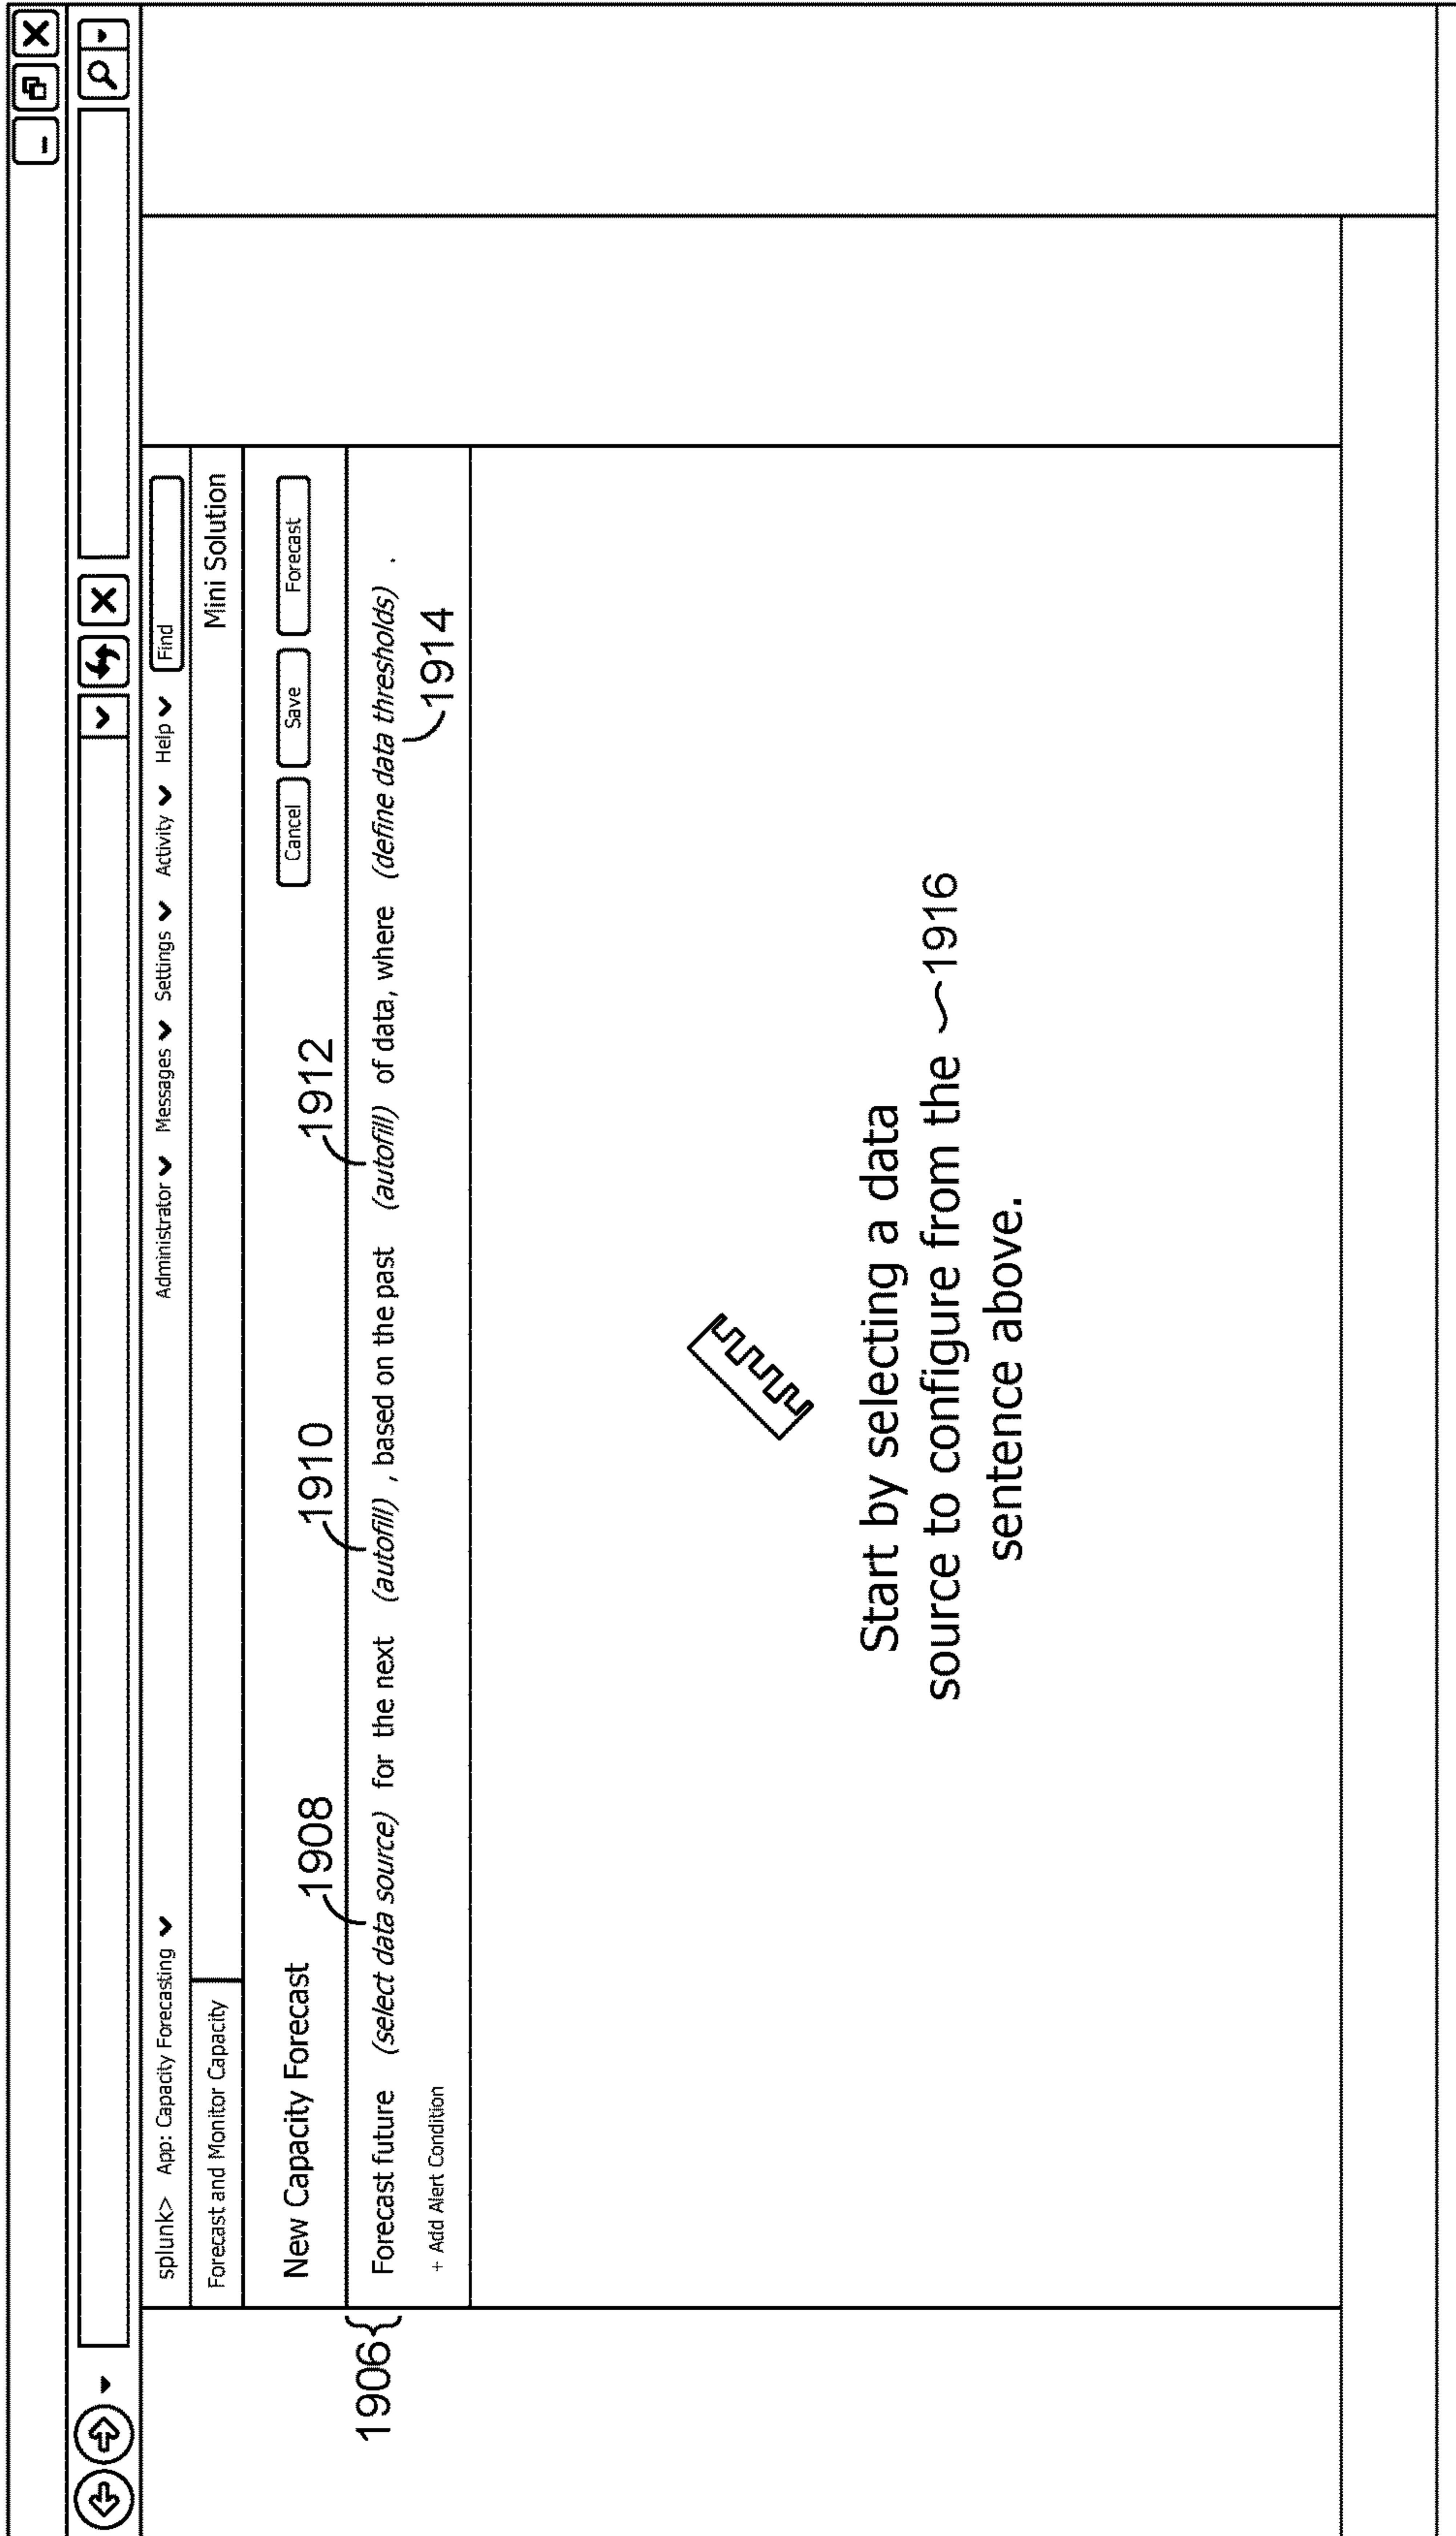 splunk> App: Capacity Forecasting Administrator Messages Settings Activity Help Find
Forecast and Monitor Capacity Mini Solution
New Capacity Forecast 1908 1910 1912 Cancel Save Forecast
1906 Forecast future (select data source) for the next (autofill) , based on the past (autofill) of data, where (define data thresholds) .
+ Add Alert Condition 1914
Start by selecting a data
source to configure from the 1916
sentence above.